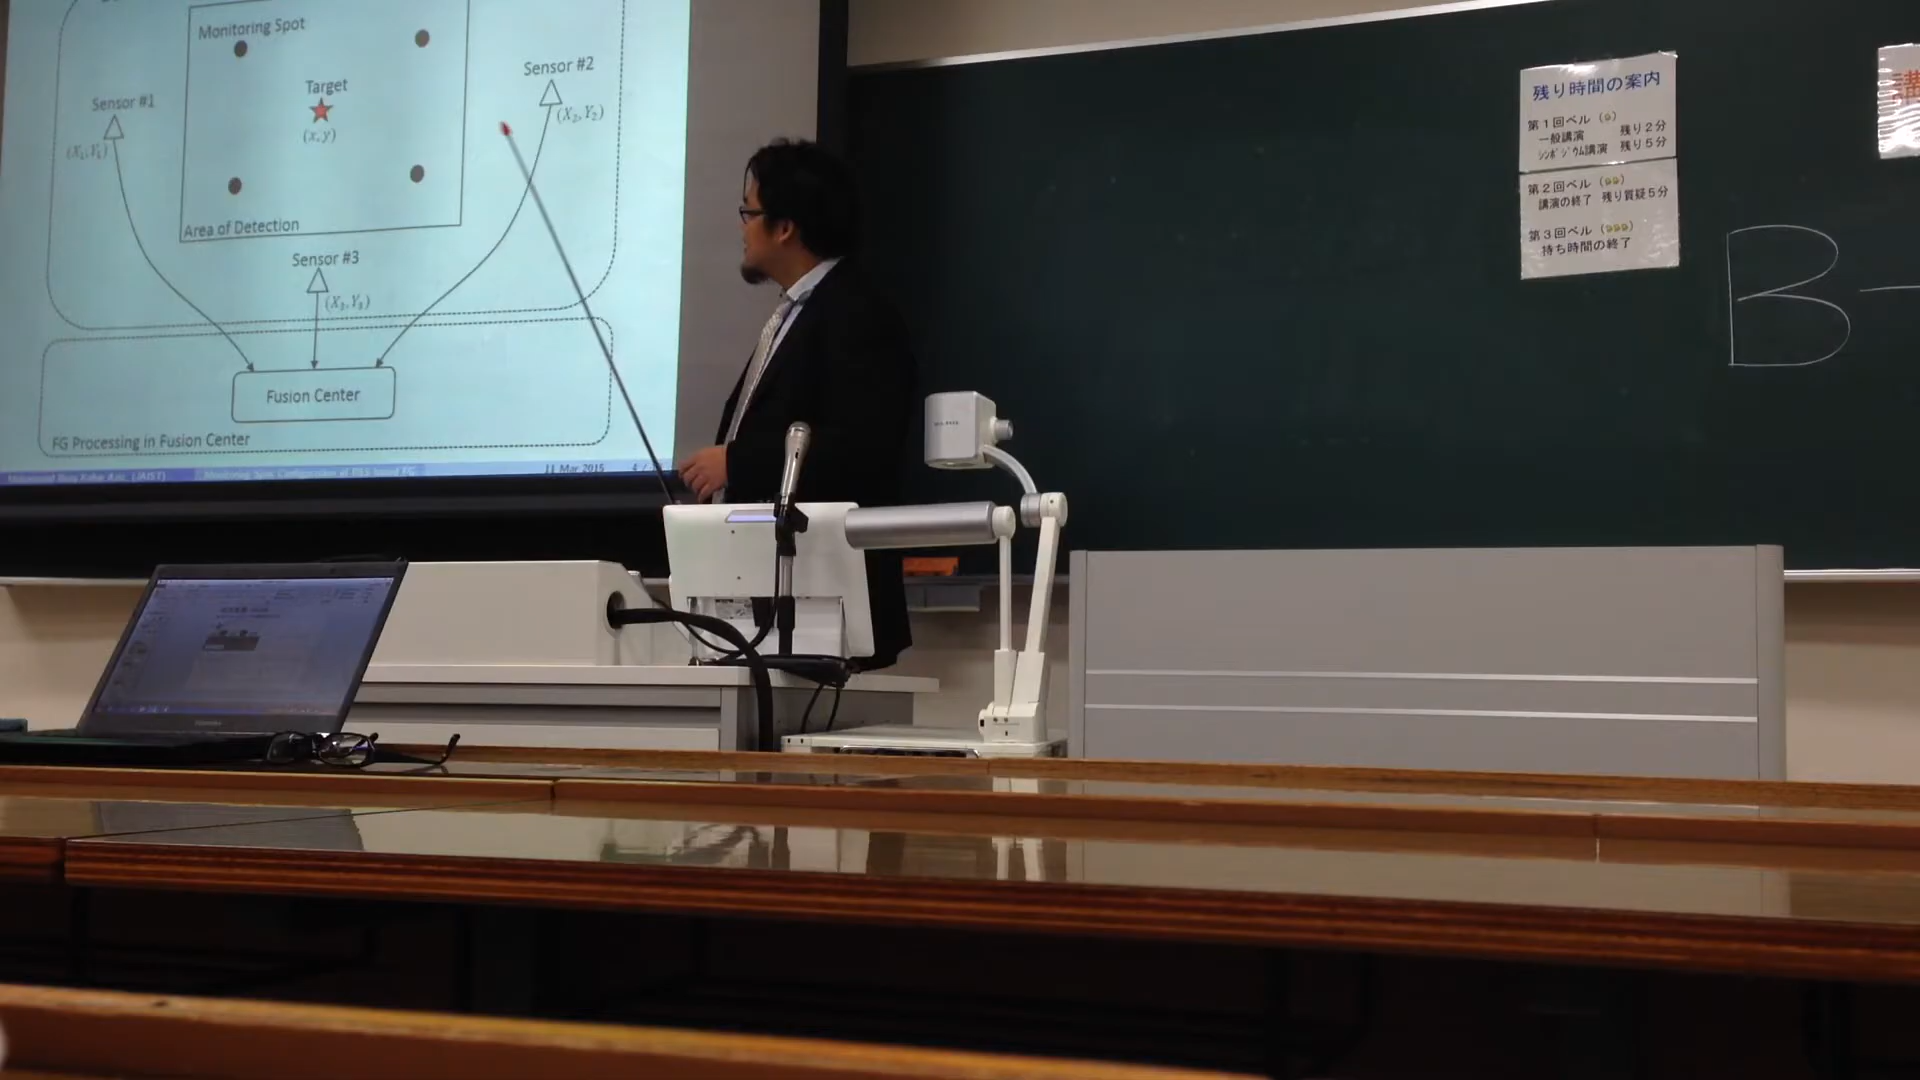 Monitoring Spot
Target
(x, y)
Sensor #1
(X₁, Y₁)
Sensor #2
(X₂, Y₂)
Area of Detection
Sensor #3
(X₃, Y₃)
Fusion Center
FG Processing in Fusion Center
(JAIST)
11 Mar 2015
4 /
残り時間の案内
第1回ベル
一般講演 残り2分
シンポジウム講演 残り5分
第2回ベル
講演の終了 残り質疑5分
第3回ベル
持ち時間の終了
講
B-